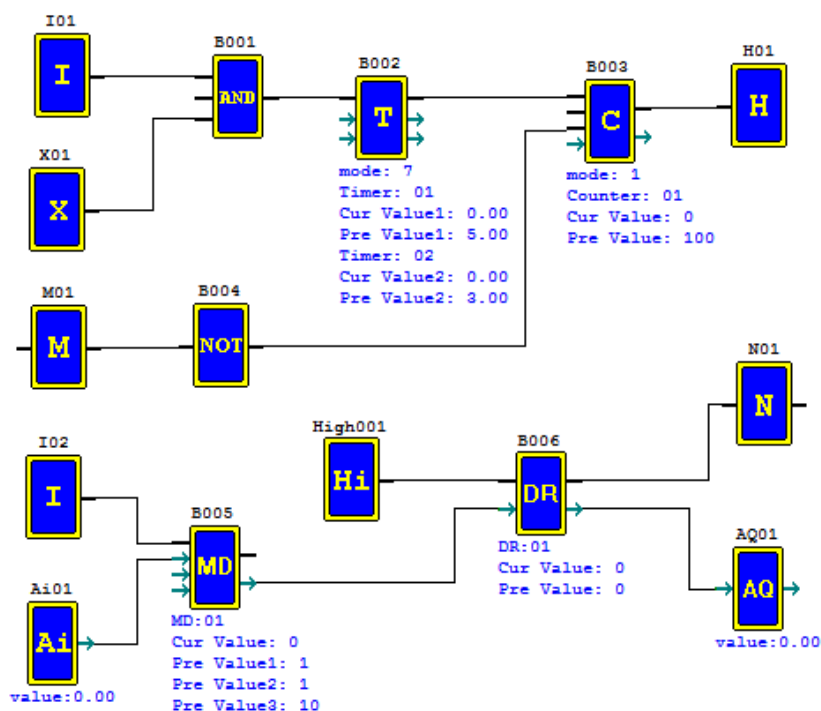 I01
I
B001
AND
B002
T
mode: 7
Timer: 01
Cur Value1: 0.00
Pre Value1: 5.00
Timer: 02
Cur Value2: 0.00
Pre Value2: 3.00
B003
C
mode: 1
Counter: 01
Cur Value: 0
Pre Value: 100
H01
H
X01
X
M01
M
B004
NOT
N01
N
I02
I
High001
Hi
B006
DR
DR:01
Cur Value: 0
Pre Value: 0
B005
MD
MD:01
Cur Value: 0
Pre Value1: 1
Pre Value2: 1
Pre Value3: 10
Ai01
Ai
value:0.00
AQ01
AQ
value:0.00